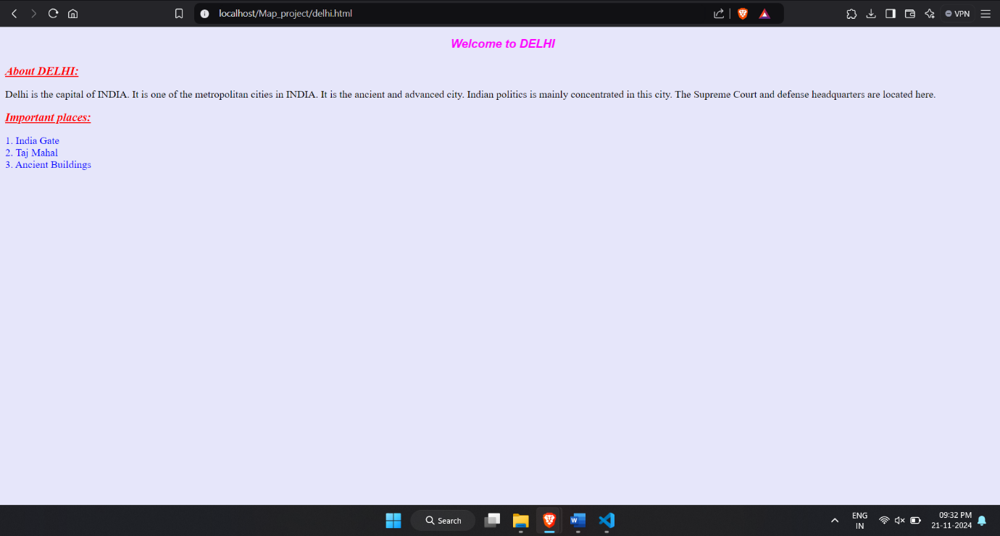 localhost/Map_project/delhi.html
VPN
Welcome to DELHI
About DELHI:
Delhi is the capital of INDIA. It is one of the metropolitan cities in INDIA. It is the ancient and advanced city. Indian politics is mainly concentrated in this city. The Supreme Court and defense headquarters are located here.
Important places:
1. India Gate
2. Taj Mahal
3. Ancient Buildings
Search
W
ENG
IN
09:32 PM
21-11-2024